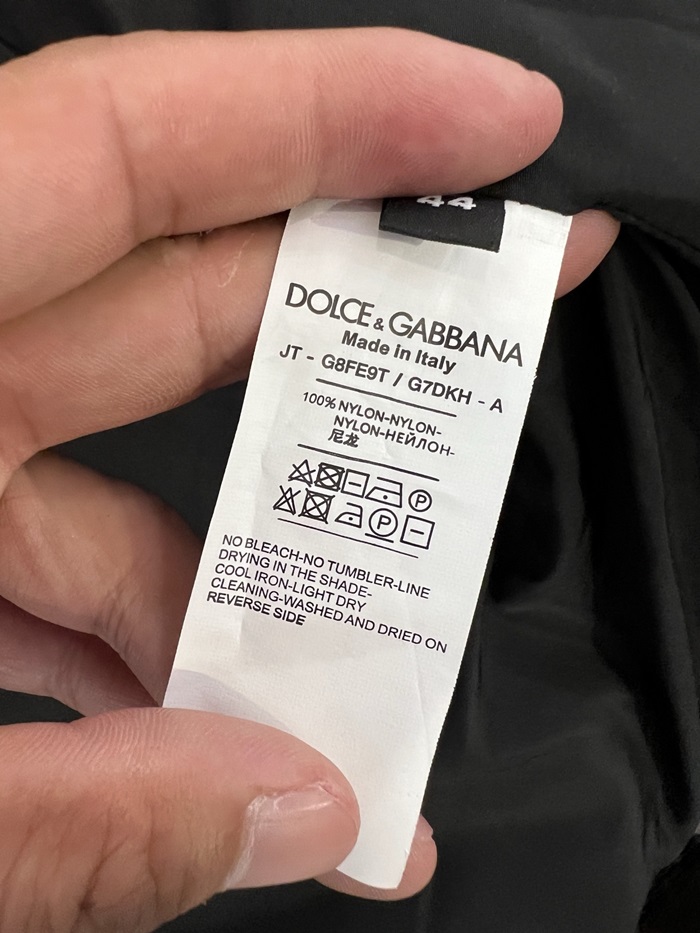 44
DOLCE & GABBANA
Made in Italy
JT - G8FE9T / G7DKH - A
100% NYLON-NYLON-
NYLON-НЕЙЛОН-
尼龙
P
P
NO BLEACH-NO TUMBLER-LINE
DRYING IN THE SHADE-
COOL IRON-LIGHT DRY
CLEANING-WASHED AND DRIED ON
REVERSE SIDE